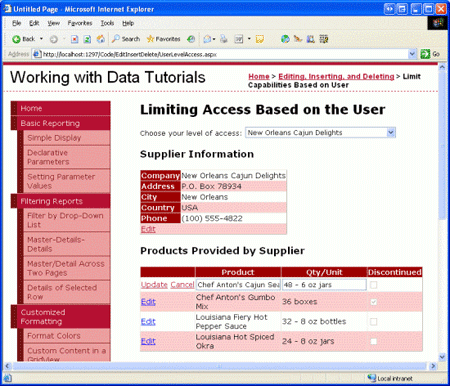 Untitled Page - Microsoft Internet Explorer
File Edit View Favorites Tools Help
Back Search Favorites
Address http://localhost:1297/Code/EditInsertDelete/UserLevelAccess.aspx Go
Working with Data Tutorials
Home > Editing, Inserting, and Deleting > Limit
Capabilities Based on User
Home
Basic Reporting
Simple Display
Declarative
Parameters
Setting Parameter
Values
Filtering Reports
Filter by Drop-Down
List
Master-Details-
Details
Master/Detail Across
Two Pages
Details of Selected
Row
Customized
Formatting
Format Colors
Custom Content in a
GridView
Limiting Access Based on the User
Choose your level of access: New Orleans Cajun Delights
Supplier Information
Company New Orleans Cajun Delights
Address P.O. Box 78934
City New Orleans
Country USA
Phone (100) 555-4822
Edit
Products Provided by Supplier
Product Qty/Unit Discontinued
Update Cancel Chef Anton's Cajun Sea 48 - 6 oz jars
Edit Chef Anton's Gumbo
Mix 36 boxes
Edit Louisiana Fiery Hot
Pepper Sauce 32 - 8 oz bottles
Edit Louisiana Hot Spiced
Okra 24 - 8 oz jars
Local intranet